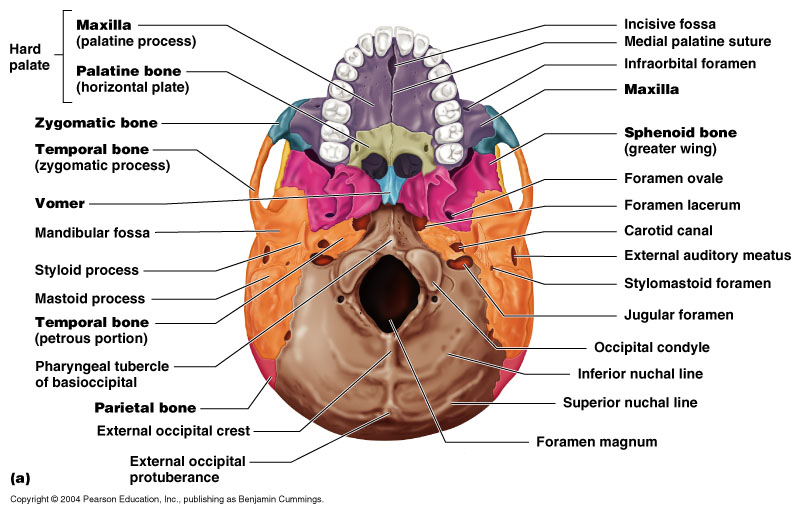 Hard
palate
Maxilla
(palatine process)
Palatine bone
(horizontal plate)
Zygomatic bone
Temporal bone
(zygomatic process)
Vomer
Mandibular fossa
Styloid process
Mastoid process
Temporal bone
(petrous portion)
Pharyngeal tubercle
of basioccipital
Parietal bone
External occipital crest
External occipital
protuberance
Incisive fossa
Medial palatine suture
Infraorbital foramen
Maxilla
Sphenoid bone
(greater wing)
Foramen ovale
Foramen lacerum
Carotid canal
External auditory meatus
Stylomastoid foramen
Jugular foramen
Occipital condyle
Inferior nuchal line
Superior nuchal line
Foramen magnum
(a)
Copyright © 2004 Pearson Education, Inc., publishing as Benjamin Cummings.